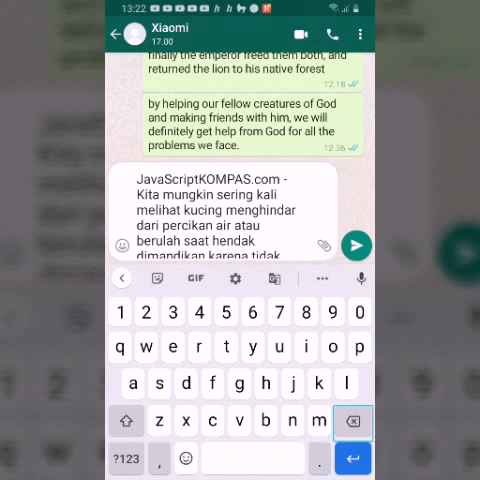 13:22
Xiaomi
17.00
finally the emperor freed them both, and
returned the lion to his native forest
12.18
by helping our fellow creatures of God
and making friends with him, we will
definitely get help from God for all the
problems we face.
12.36
JavaScriptKOMPAS.com -
Kita mungkin sering kali
melihat kucing menghindar
dari percikan air atau
berulah saat hendak
dimandikan karena tidak
GIF
1 2 3 4 5 6 7 8 9 0
q w e r t y u i o p
a s d f g h j k l
z x c v b n m
?123 , .